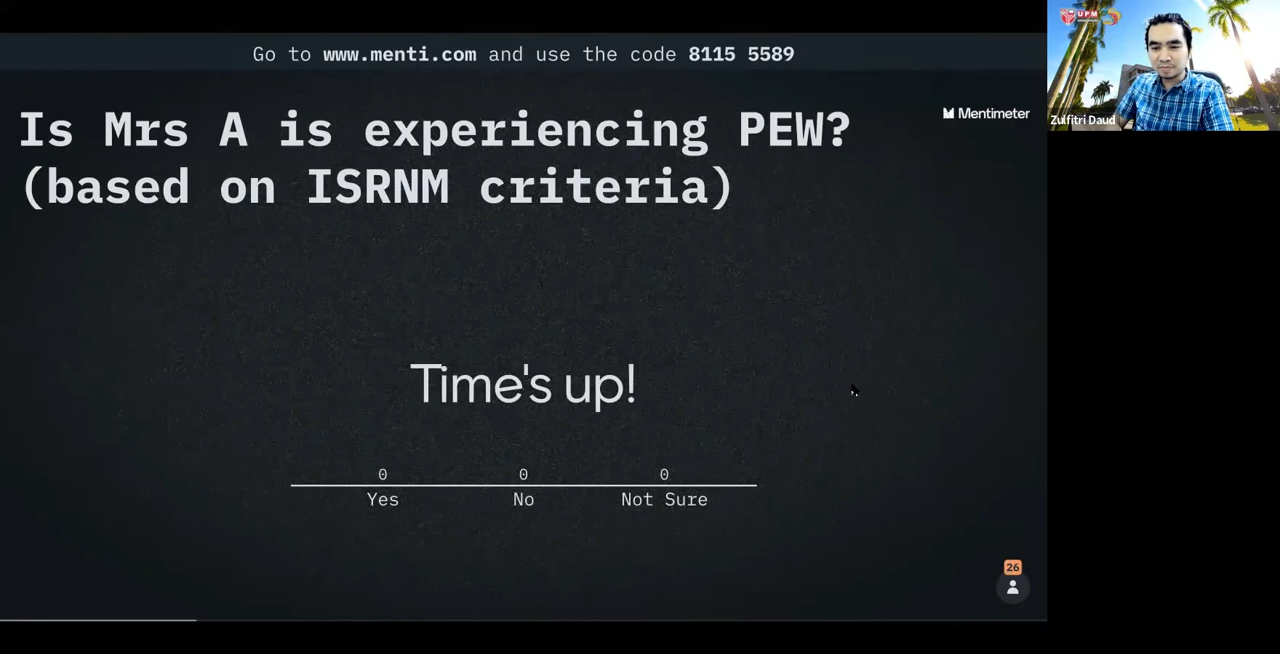 Go to www.menti.com and use the code 8115 5589
Is Mrs A is experiencing PEW?
(based on ISRNM criteria)
Mentimeter
UPM
Zulfitri Daud
Time's up!
0 0 0
Yes No Not Sure
26